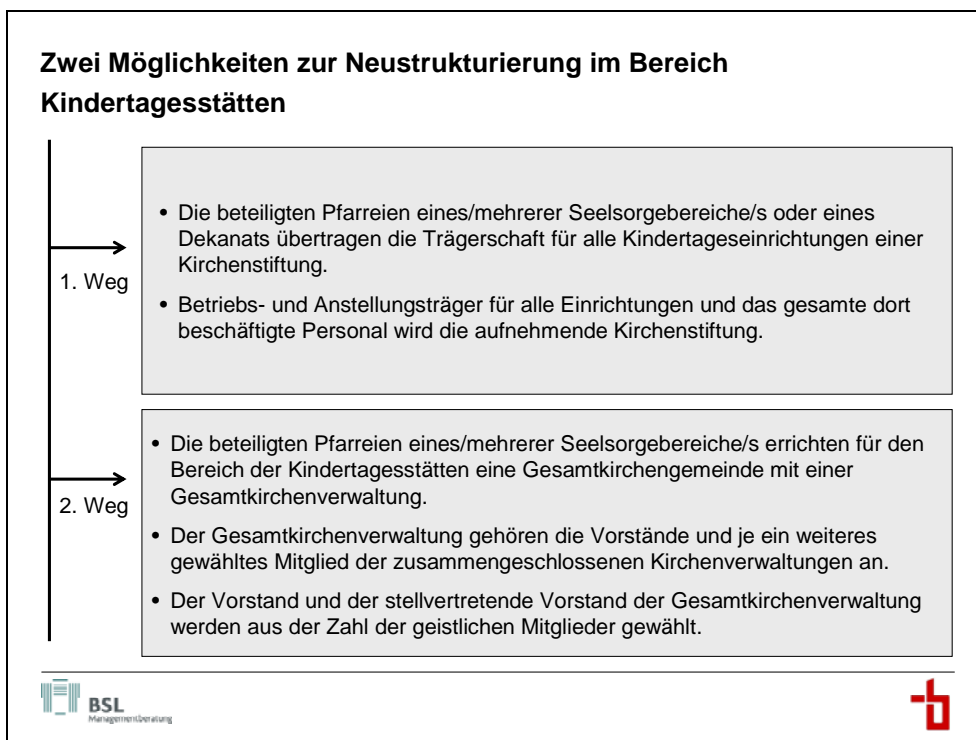 Zwei Möglichkeiten zur Neustrukturierung im Bereich
Kindertagesstätten
1. Weg
• Die beteiligten Pfarreien eines/mehrerer Seelsorgebereiche/s oder eines
Dekanats übertragen die Trägerschaft für alle Kindertageseinrichtungen einer
Kirchenstiftung.
• Betriebs- und Anstellungsträger für alle Einrichtungen und das gesamte dort
beschäftigte Personal wird die aufnehmende Kirchenstiftung.
2. Weg
• Die beteiligten Pfarreien eines/mehrerer Seelsorgebereiche/s errichten für den
Bereich der Kindertagesstätten eine Gesamtkirchengemeinde mit einer
Gesamtkirchenverwaltung.
• Der Gesamtkirchenverwaltung gehören die Vorstände und je ein weiteres
gewähltes Mitglied der zusammengeschlossenen Kirchenverwaltungen an.
• Der Vorstand und der stellvertretende Vorstand der Gesamtkirchenverwaltung
werden aus der Zahl der geistlichen Mitglieder gewählt.
BSL
Managementberatung